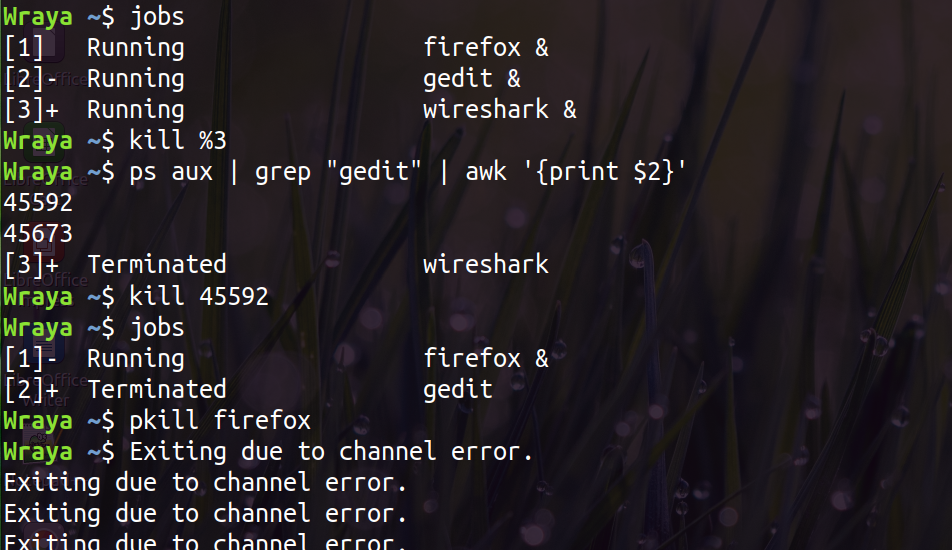 Wraya ~$ jobs
[1]   Running                 firefox &
[2]-  Running                 gedit &
[3]+  Running                 wireshark &
Wraya ~$ kill %3
Wraya ~$ ps aux | grep "gedit" | awk '{print $2}'
45592
45673
[3]+  Terminated              wireshark
Wraya ~$ kill 45592
Wraya ~$ jobs
[1]-  Running                 firefox &
[2]+  Terminated              gedit
Wraya ~$ pkill firefox
Wraya ~$ Exiting due to channel error.
Exiting due to channel error.
Exiting due to channel error.
Exiting due to channel error.